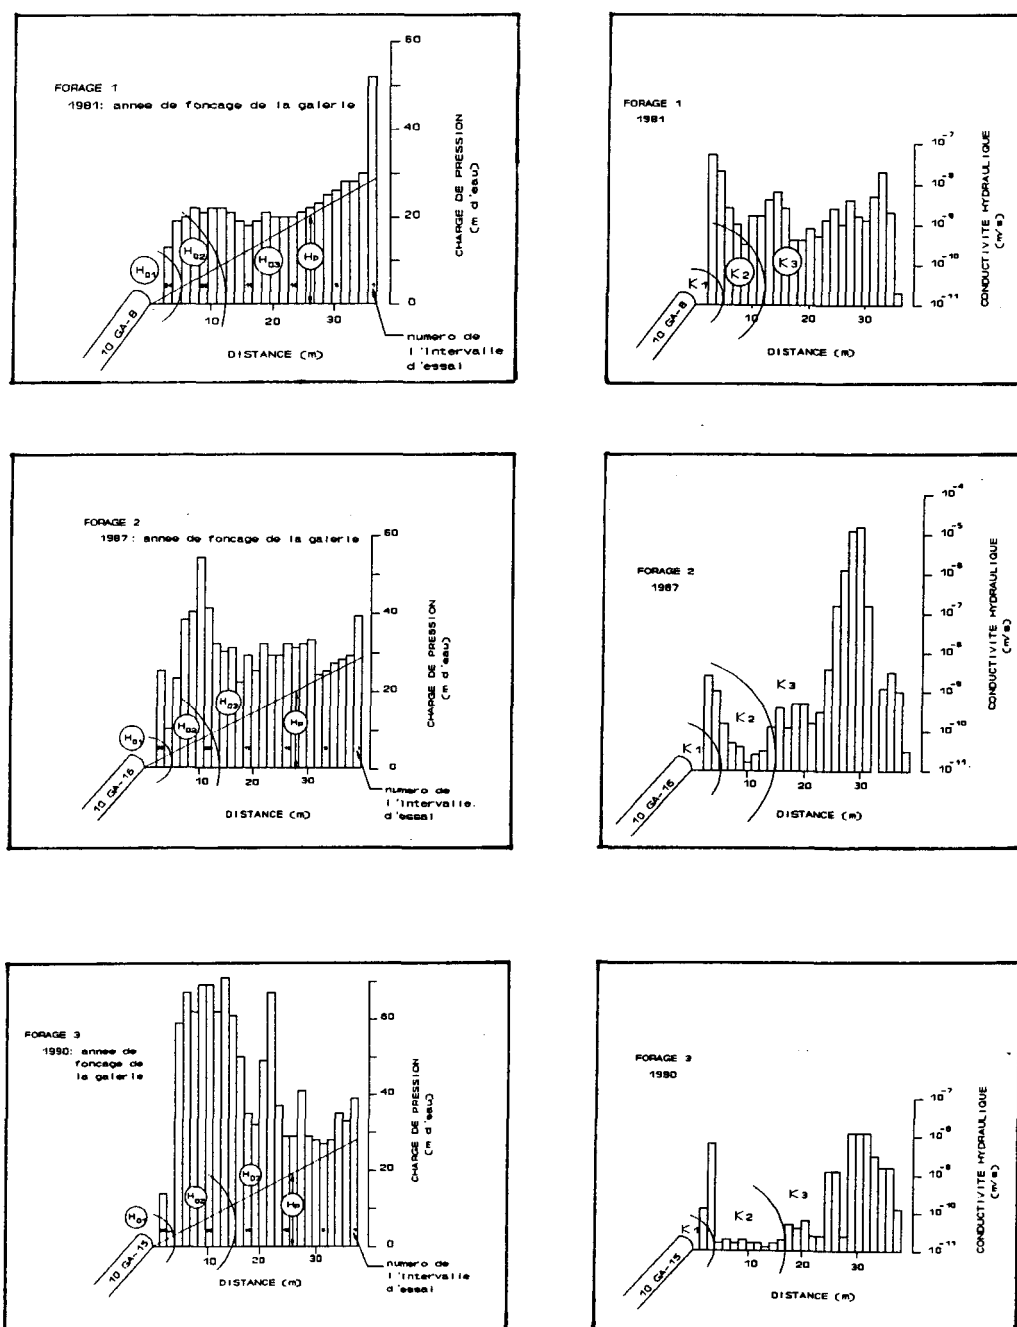 FORAGE 1
1981: annee de foncage de la galerie
60
40
20
0
CHARGE DE PRESSION
(m d'eau)
H01
H02
H03
Hp
10 GA-8
10
20
30
DISTANCE (m)
numero de
l'intervalle
d'essai
FORAGE 1
1981
10-7
10-8
10-9
10-10
10-11
CONDUCTIVITE HYDRAULIQUE
(m/s)
K1
K2
K3
10 GA-8
10
20
30
DISTANCE (m)
FORAGE 2
1987: annee de foncage de la galerie
60
40
20
0
CHARGE DE PRESSION
(m d'eau)
H01
H02
H03
Hp
10 GA-16
10
20
30
DISTANCE (m)
numero de
l'intervalle.
d'essai
FORAGE 2
1987
10-4
10-5
10-6
10-7
10-8
10-9
10-10
10-11
CONDUCTIVITE HYDRAULIQUE
(m/s)
K1
K2
K3
10 GA-16
10
20
30
DISTANCE (m)
FORAGE 3
1990: annee de
foncage de
la galerie
60
40
20
0
CHARGE DE PRESSION
(m d'eau)
H01
H02
H03
Hp
10 GA-15
10
20
30
DISTANCE (m)
numero de
l'intervalle
d'essai
FORAGE 3
1990
10-7
10-8
10-9
10-10
10-11
CONDUCTIVITE HYDRAULIQUE
(m/s)
K1
K2
K3
10 GA-15
10
20
30
DISTANCE (m)